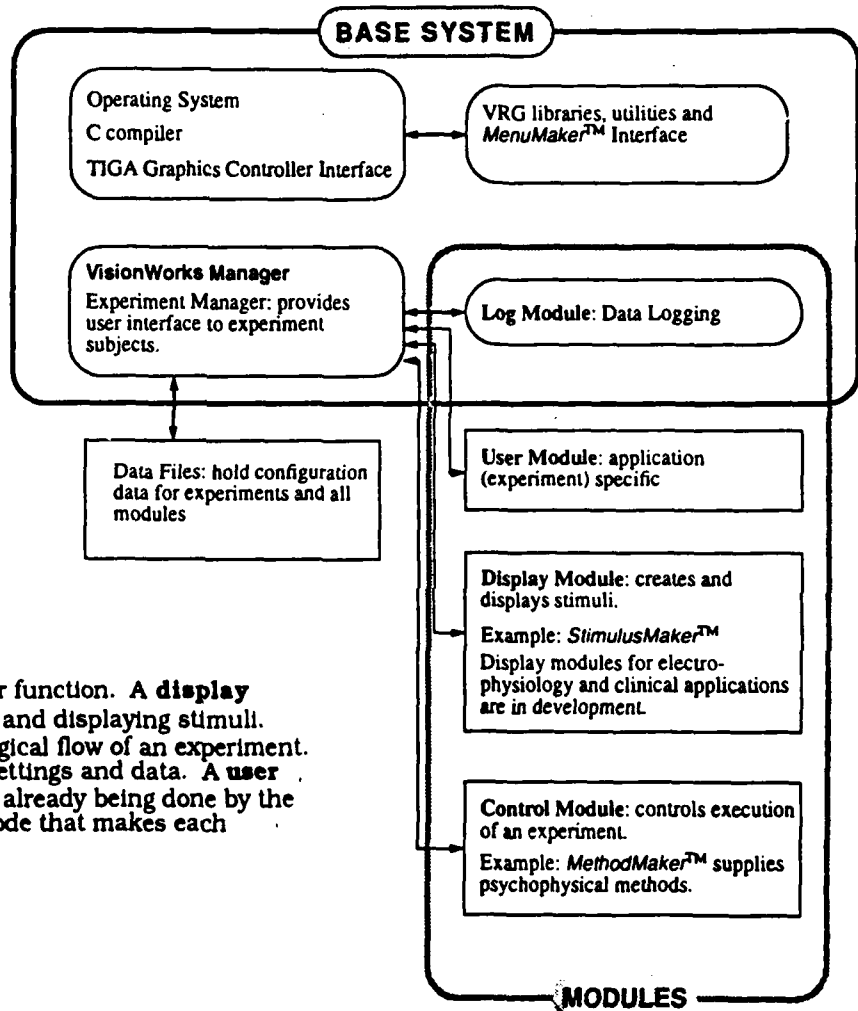 BASE SYSTEM
Operating System
C compiler
TIGA Graphics Controller Interface
VRG libraries, utilities and
MenuMaker™ Interface
VisionWorks Manager
Experiment Manager: provides
user interface to experiment
subjects.
Log Module: Data Logging
Data Files: hold configuration
data for experiments and all
modules
User Module: application
(experiment) specific
Display Module: creates and
displays stimuli.
Example: StimulusMaker™
Display modules for electro-
physiology and clinical applications
are in development.
Control Module: controls execution
of an experiment.
Example: MethodMaker™ supplies
psychophysical methods.
MODULES
r function. A display
and displaying stimuli.
gical flow of an experiment.
ettings and data. A user
already being done by the
ode that makes each